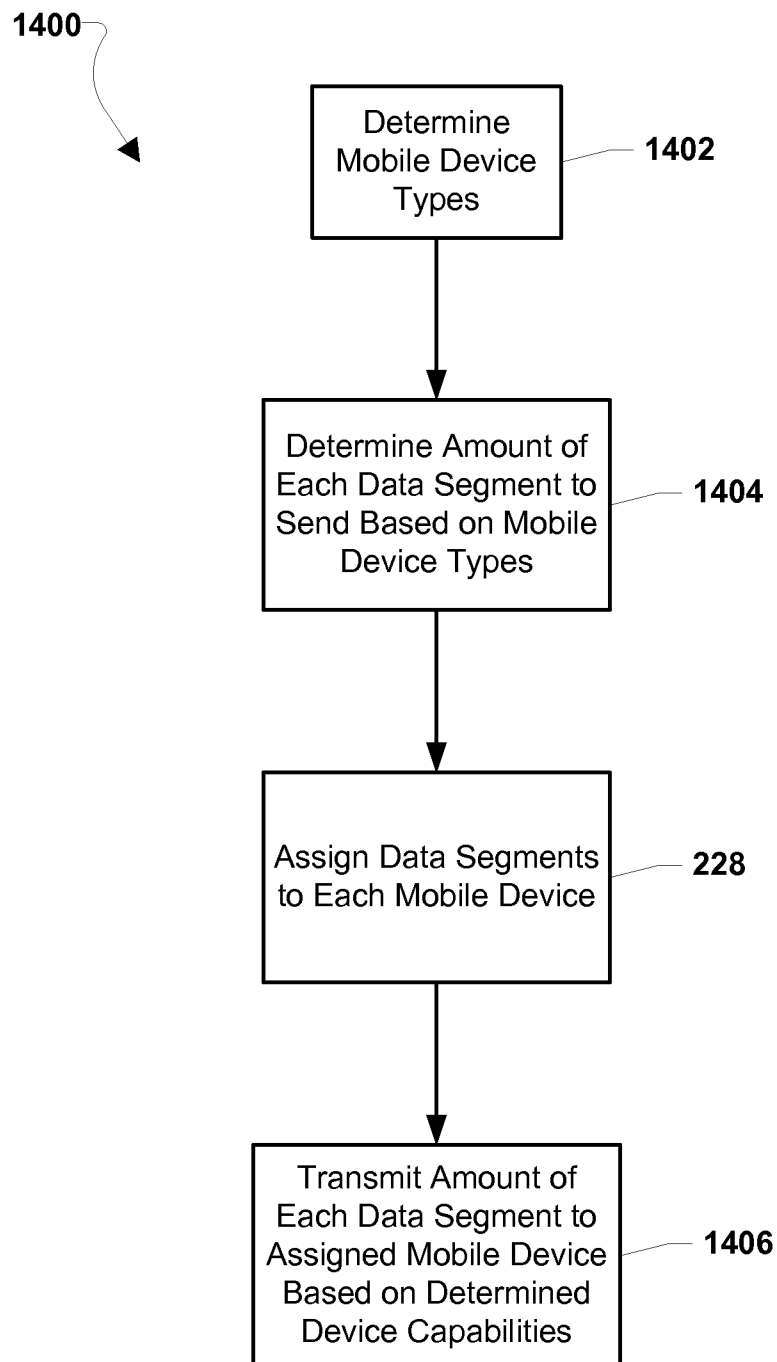 1400
Determine
Mobile Device
Types
1402
Determine Amount of
Each Data Segment to
Send Based on Mobile
Device Types
1404
Assign Data Segments
to Each Mobile Device
228
Transmit Amount of
Each Data Segment to
Assigned Mobile Device
Based on Determined
Device Capabilities
1406